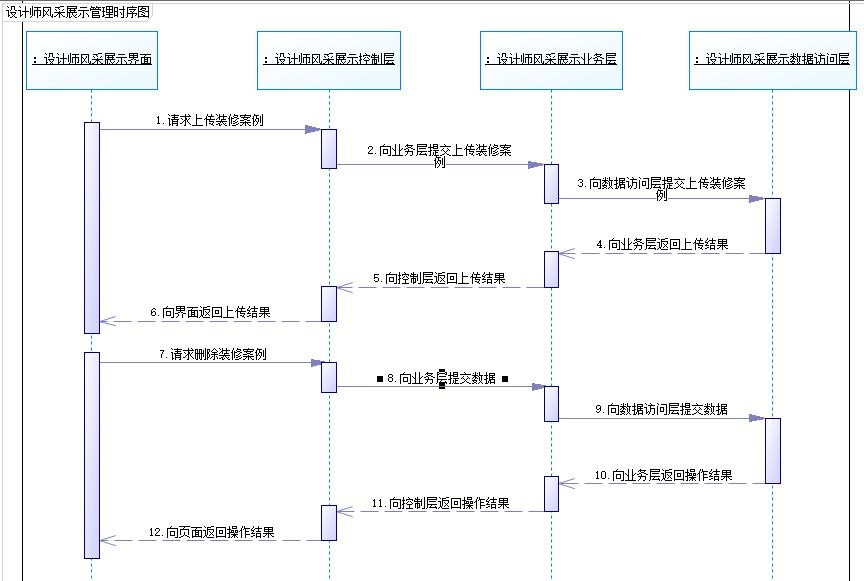 设计师风采展示管理时序图
：设计师风采展示界面
：设计师风采展示控制层
：设计师风采展示业务层
：设计师风采展示数据访问层
1.请求上传装修案例
2.向业务层提交上传装修案
例
3.向数据访问层提交上传装修案
例
4.向业务层返回上传结果
5.向控制层返回上传结果
6.向界面返回上传结果
7.请求删除装修案例
8.向业务层提交数据
9.向数据访问层提交数据
10.向业务层返回操作结果
11.向控制层返回操作结果
12.向页面返回操作结果